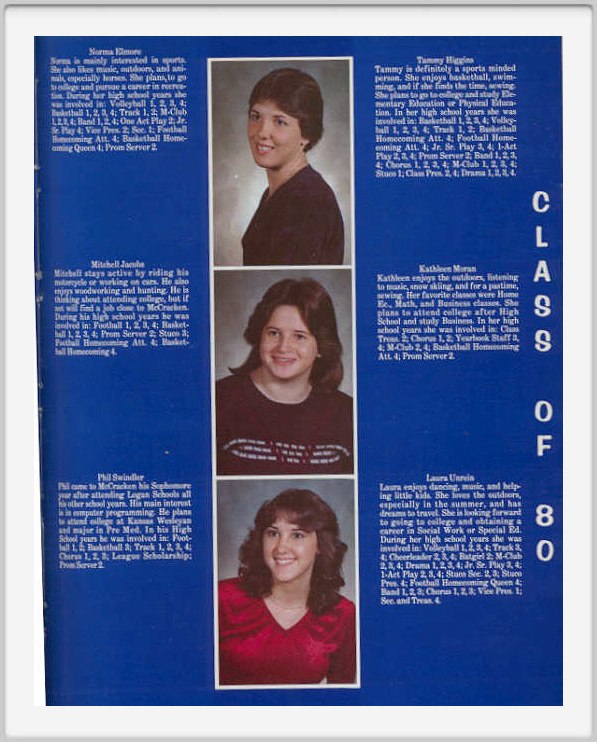 Norma Elmore
Norma is mainly interested in sports.
She also likes music, outdoors, and ani-
mals, especially horses. She plans, to go
to college and pursue a career in recrea-
tion. During her high school years she
was involved in: Volleyball 1, 2, 3, 4;
Basketball 1, 2, 3, 4; Track 1, 2; M-Club
1,2,3,4; Band 1, 2, 4; One Act Play 2; Jr.
Sr. Play 4; Vice Pres. 2; Sec. 1; Football
Homecoming Att. 4; Basketball Home-
coming Queen 4; Prom Server 2.
Mitchell Jacobs
Mitchell stays active by riding his
motorcycle or working on cars. He also
enjoys woodworking and hunting. He is
thinking about attending college, but if
not will find a job close to McCracken.
During his high school years he was
involved in: Football 1, 2, 3, 4; Basket-
ball 1, 2, 3, 4; Prom Server 2; Stuco 3;
Football Homecoming Att. 4; Basket-
ball Homecoming 4.
Phil Swindler
Phil came to McCracken his Sophomore
year after attending Logan Schools all
his other school years. His main interest
is in computer programming. He plans
to attend college at Kansas Wesleyan
and major in Pre Med. In his High
School years he was involved in: Foot-
ball 1, 2; Basketball 3; Track 1, 2, 3, 4;
Chorus 1, 2, 3; League Scholarship;
Prom Server 2.
Tammy Higgins
Tammy is definitely a sports minded
person. She enjoys basketball, swim-
ming, and if she finds the time, sewing.
She plans to go to college and study Ele-
mentary Education or Physical Educa-
tion. In her high school years she was
involved in: Basketball 1, 2, 3, 4; Volley-
ball 1, 2, 3, 4; Track 1, 2; Basketball
Homecoming Att. 4; Football Home-
coming Att. 4; Jr. Sr. Play 3, 4; 1-Act
Play 2, 3, 4; Prom Server 2; Band 1, 2, 3,
4; Chorus 1, 2, 3, 4; M-Club 1, 2, 3, 4;
Stuco 1; Class Pres. 2, 4; Drama 1, 2, 3, 4.
Kathleen Moran
Kathleen enjoys the outdoors, listening
to music, snow skiing, and for a pastime,
sewing. Her favorite classes were Home
Ec., Math, and Business classes. She
plans to attend college after High
School and study Business. In her high
school years she was involved in: Class
Treas. 2; Chorus 1, 2; Yearbook Staff 3,
4; M-Club 2, 4; Basketball Homecoming
Att. 4; Prom Server 2.
Laura Unrein
Laura enjoys dancing, music, and help-
ing little kids. She loves the outdoors,
especially in the summer, and has
dreams to travel. She is looking forward
to going to college and obtaining a
career in Social Work or Special Ed.
During her high school years she was
involved in: Volleyball 1, 2, 3, 4; Track 3,
4; Cheerleader 2, 3, 4; Batgirl 2; M-Club
2, 3, 4; Drama 1, 2, 3, 4; Jr. Sr. Play 3, 4;
1-Act Play 2, 3, 4; Stuco Sec. 2, 3; Stuco
Pres. 4; Football Homecoming Queen 4;
Band 1, 2, 3; Chorus 1, 2, 3; Vice Pres. 1;
Sec. and Treas. 4.
CLASS OF 80